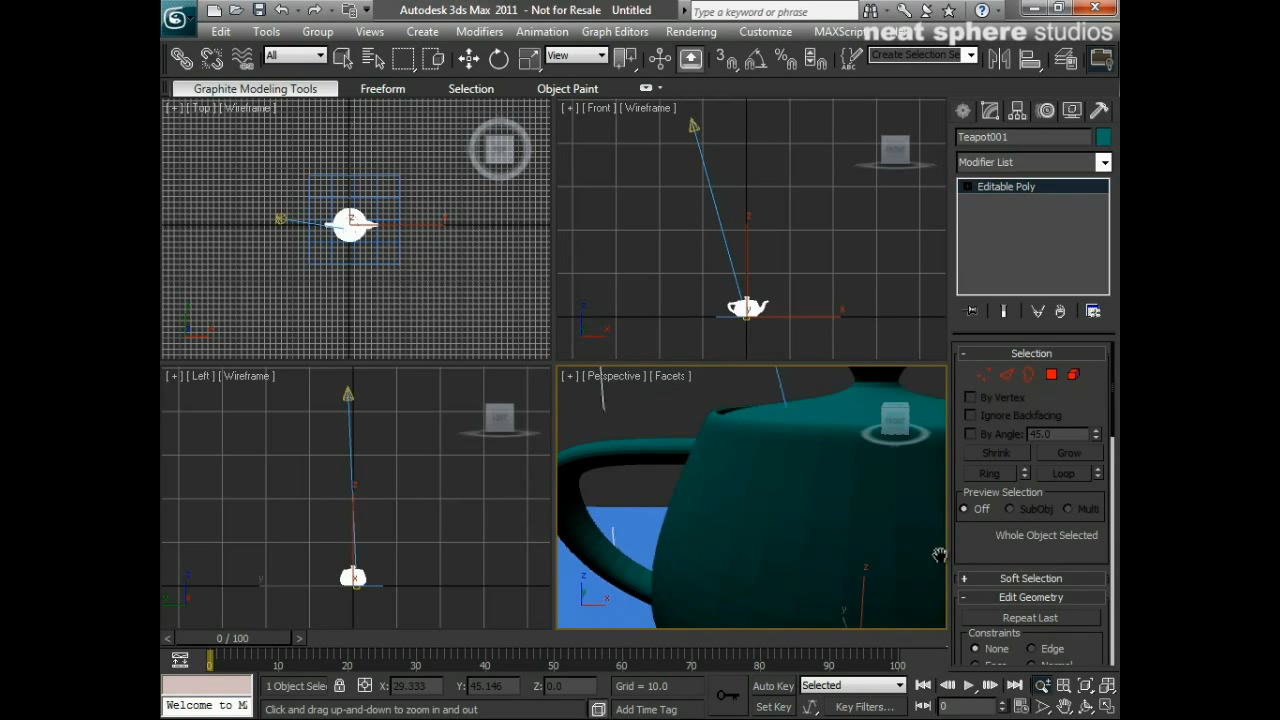 Autodesk 3ds Max 2011 - Not for Resale Untitled
Type a keyword or phrase
Edit Tools Group Views Create Modifiers Animation Graph Editors Rendering Customize MAXScript
neat sphere studios
All View 3 Create Selection Se
Graphite Modeling Tools Freeform Selection Object Paint
[ + ] Top [ Wireframe ]
[ + ] Front [ Wireframe ]
Teapot001
Modifier List
Editable Poly
[ + ] Left [ Wireframe ]
[ + ] Perspective [ Facets ]
Selection
By Vertex
Ignore Backfacing
By Angle: 45.0
Shrink Grow
Ring Loop
Preview Selection
Off SubObj Multi
Whole Object Selected
Soft Selection
Edit Geometry
Repeat Last
Constraints
None Edge
0 / 100
0 10 20 30 40 50 60 70 80 90 100
1 Object Sele X: 29.333 Y: 45.146 Z: 0.0 Grid = 10.0 Auto Key Selected
Welcome to M Click and drag up-and-down to zoom in and out Add Time Tag Set Key Key Filters... 0